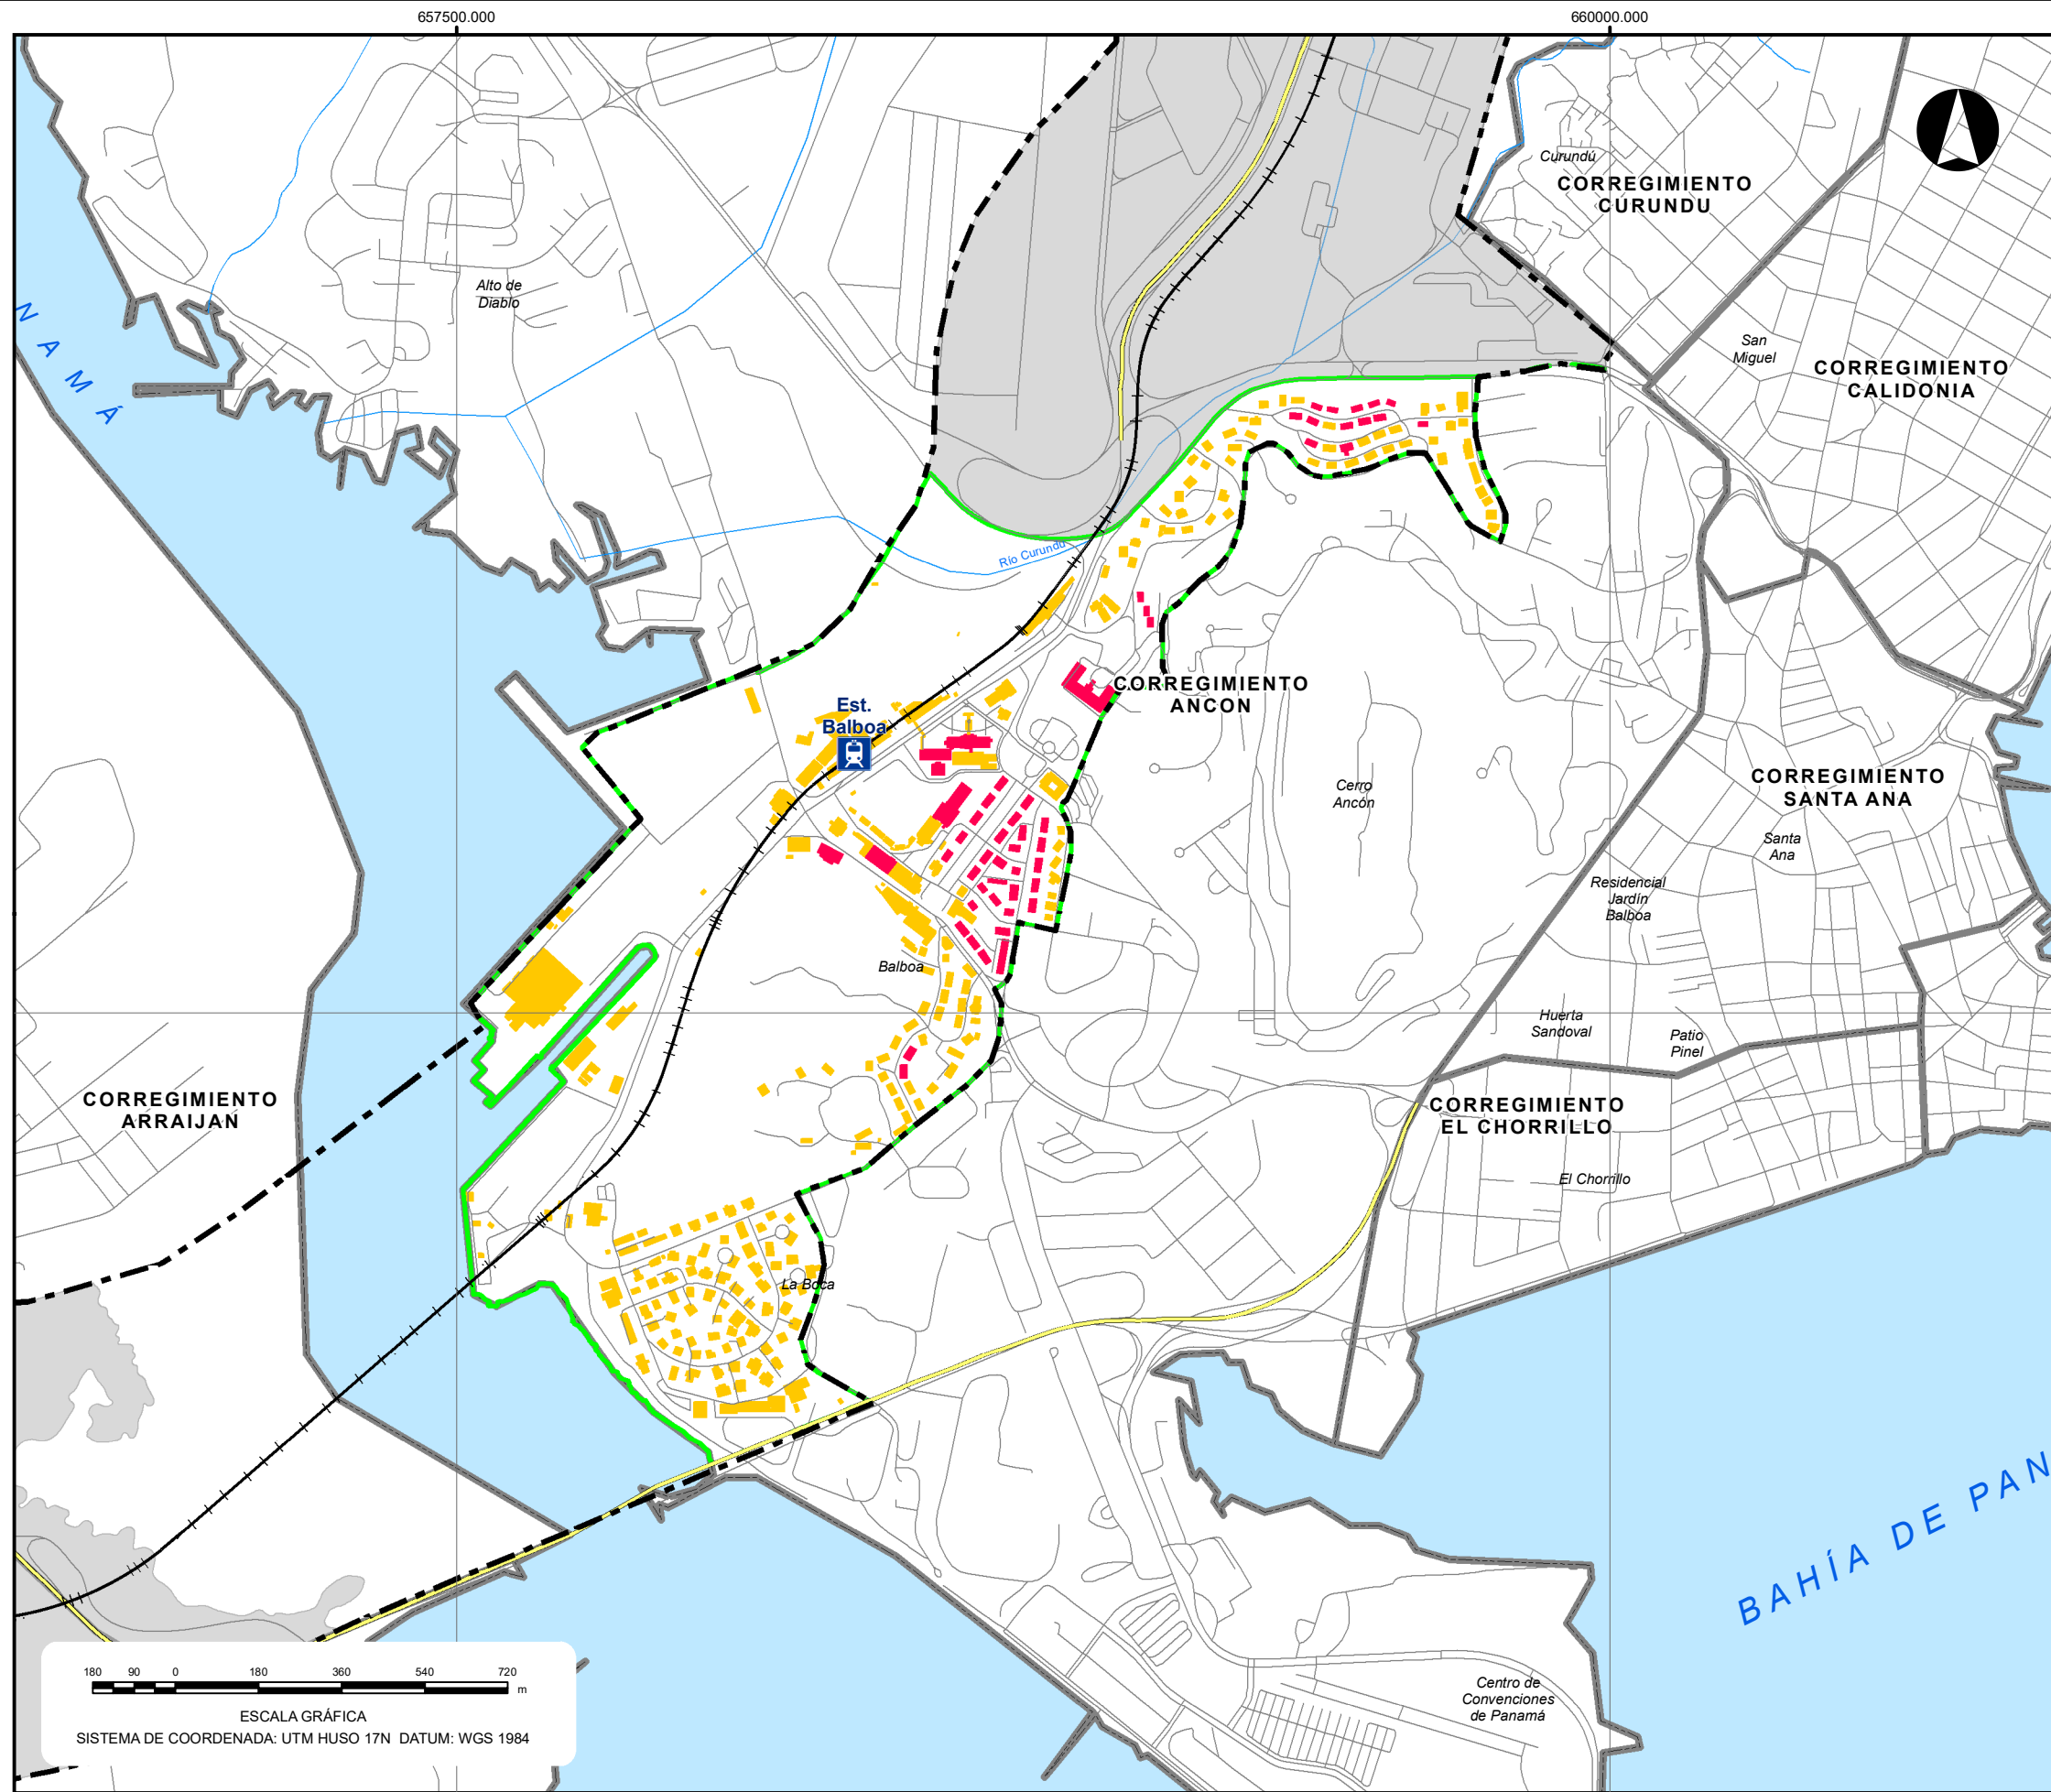 657500.000
660000.000
Curundú
CORREGIMIENTO
CURUNDU
Alto de
Diablo
N A M Á
San
Miguel
CORREGIMIENTO
CALIDONIA
Río Curundú
CORREGIMIENTO
ANCON
Est.
Balboa
Cerro
Ancón
CORREGIMIENTO
SANTA ANA
Santa
Ana
Residencial
Jardín
Balboa
Balboa
Huerta
Sandoval
Patio
Pinel
CORREGIMIENTO
ARRAIJAN
CORREGIMIENTO
EL CHORRILLO
El Chorrillo
La Boca
BAHÍA DE PAN
180 90 0 180 360 540 720
m
ESCALA GRÁFICA
SISTEMA DE COORDENADA: UTM HUSO 17N DATUM: WGS 1984
Centro de
Convenciones
de Panamá